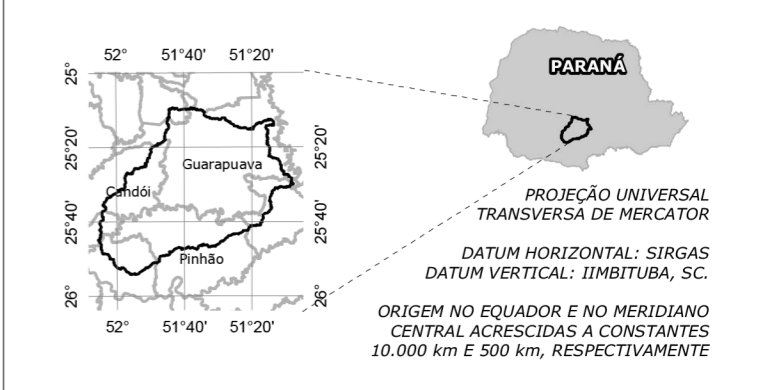 52° 51°40' 51°20'
PARANÁ
25°
25°20' 25°20'
Guarapuava
Candói
25°40' 25°40'
Pinhão
26° 26°
52° 51°40' 51°20'
PROJEÇÃO UNIVERSAL
TRANSVERSA DE MERCATOR
DATUM HORIZONTAL: SIRGAS
DATUM VERTICAL: IIMBITUBA, SC.
ORIGEM NO EQUADOR E NO MERIDIANO
CENTRAL ACRESCIDAS A CONSTANTES
10.000 km E 500 km, RESPECTIVAMENTE